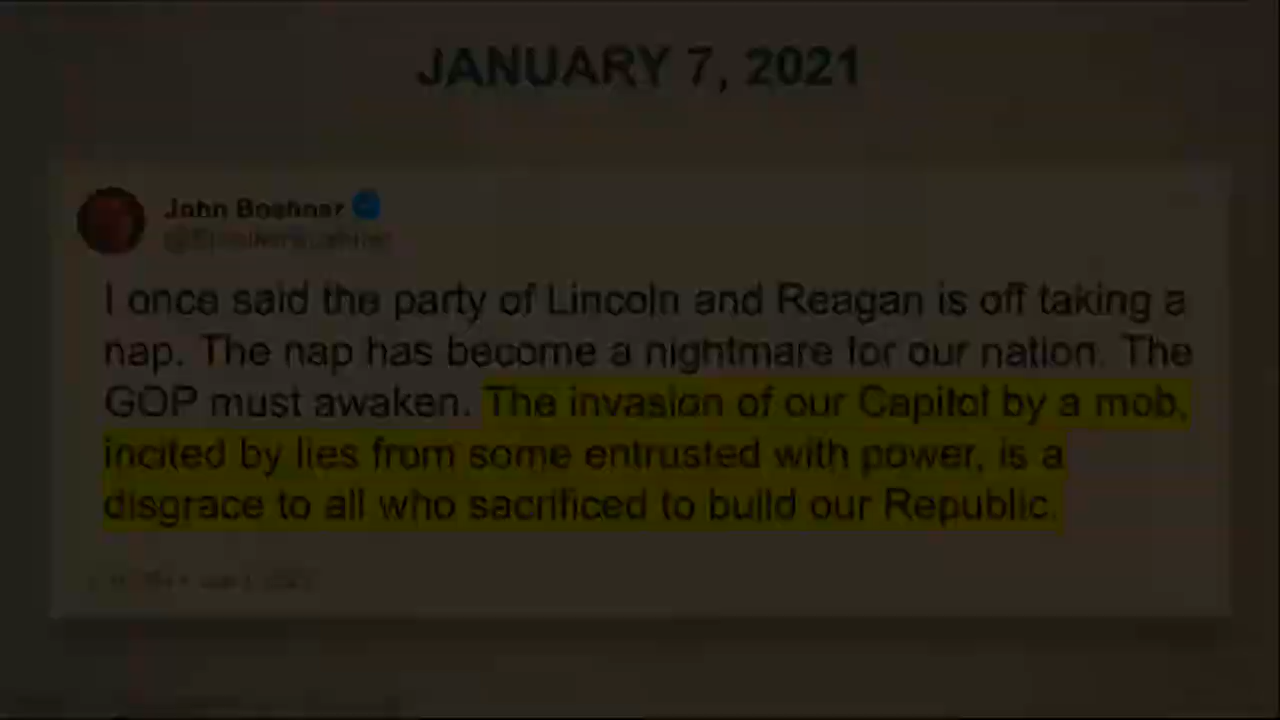 JANUARY 7, 2021
John Boehner
I once said the party of Lincoln and Reagan is off taking a
nap. The nap has become a nightmare for our nation. The
GOP must awaken. The invasion of our Capitol by a mob,
incited by lies from some entrusted with power, is a
disgrace to all who sacrificed to build our Republic.